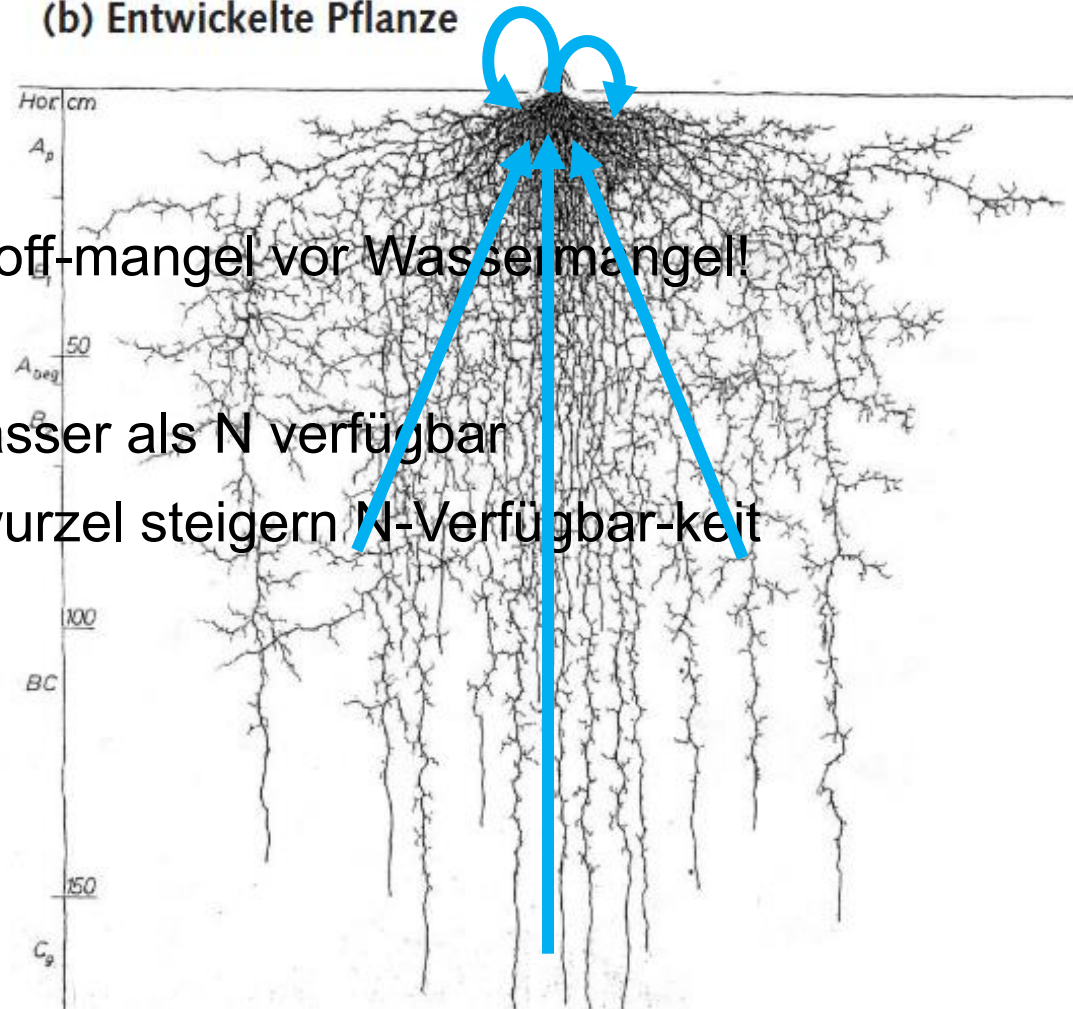 (b) Entwickelte Pflanze
Hor. cm
Ap
off-mangel vor Wassermangel!
50
Abeg
asser als N verfügbar
wurzel steigern N-Verfügbar-keit
100
BC
150
Cg